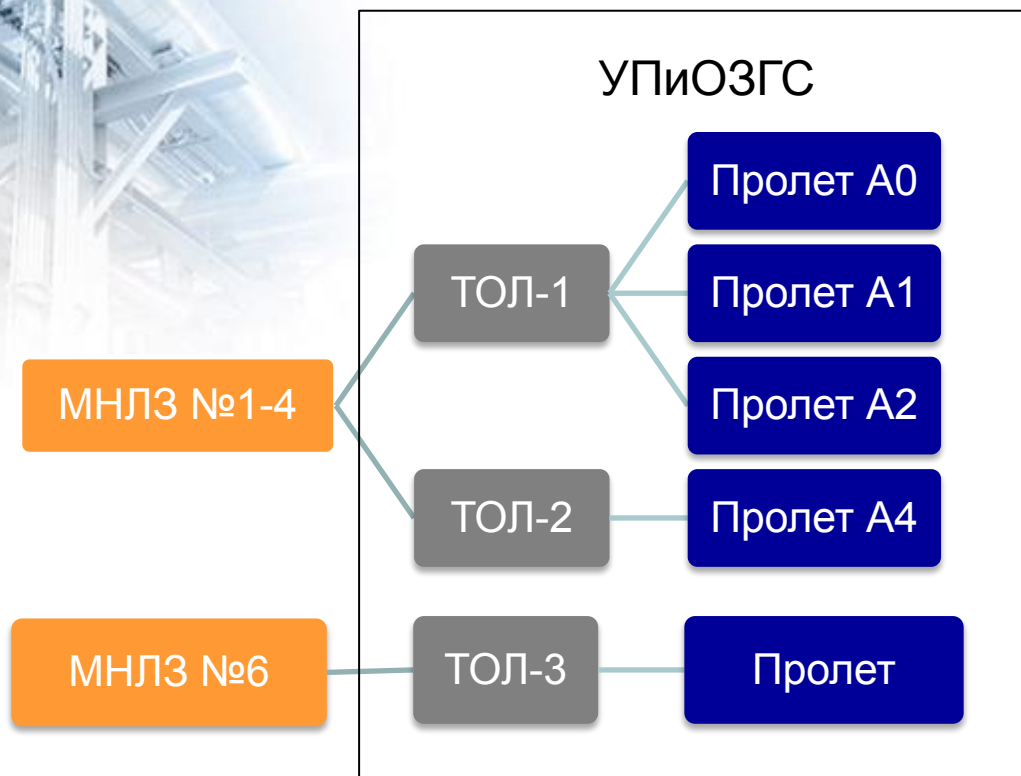 УПиОЗГС
Пролет А0
ТОЛ-1
Пролет А1
МНЛЗ №1-4
Пролет А2
ТОЛ-2
Пролет А4
МНЛЗ №6
ТОЛ-3
Пролет